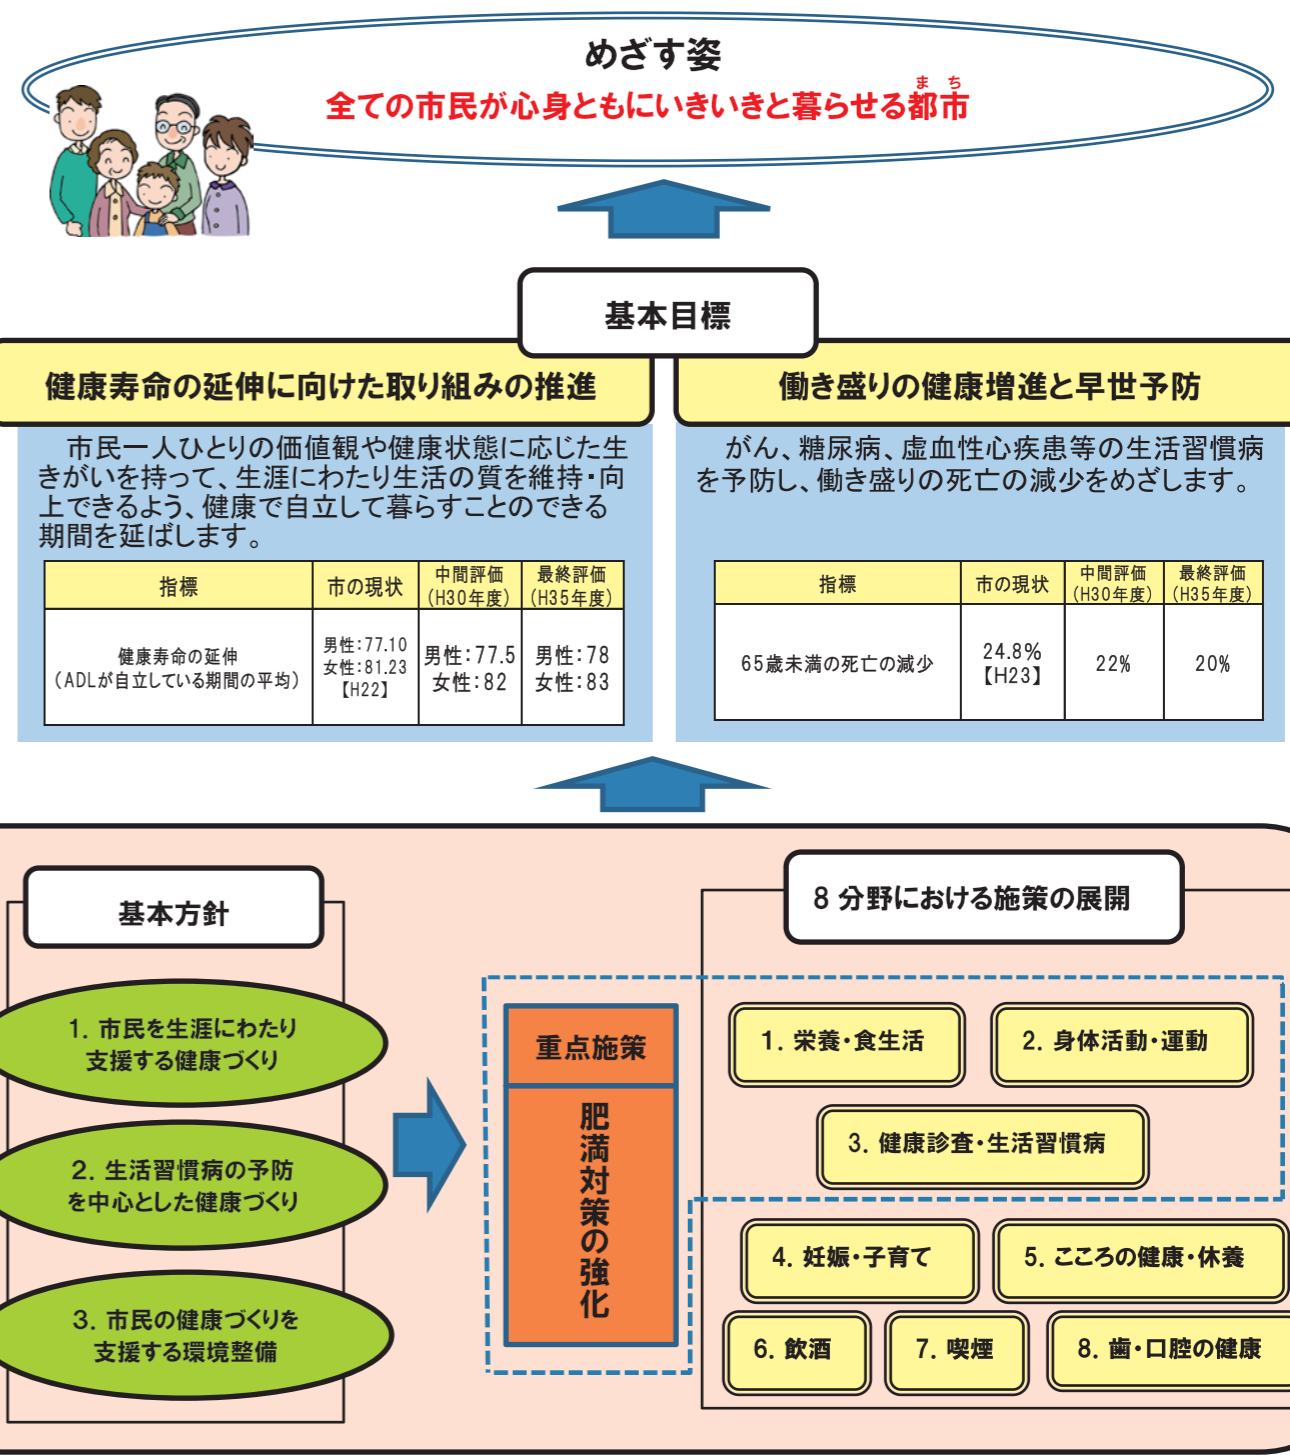 めざす姿
まち
全ての市民が心身ともにいきいきと暮らせる都市
基本目標
健康寿命の延伸に向けた取り組みの推進
市民一人ひとりの価値観や健康状態に応じた生
きがいを持って、生涯にわたり生活の質を維持・向
上できるよう、健康で自立して暮らすことのできる
期間を延ばします。
指標
市の現状
中間評価
(H30年度)
最終評価
(H35年度)
健康寿命の延伸
(ADLが自立している期間の平均)
男性:77.10
女性:81.23
【H22】
男性:77.5
女性:82
男性:78
女性:83
働き盛りの健康増進と早世予防
がん、糖尿病、虚血性心疾患等の生活習慣病
を予防し、働き盛りの死亡の減少をめざします。
指標
市の現状
中間評価
(H30年度)
最終評価
(H35年度)
65歳未満の死亡の減少
24.8%
【H23】
22%
20%
基本方針
1. 市民を生涯にわたり
支援する健康づくり
2. 生活習慣病の予防
を中心とした健康づくり
3. 市民の健康づくりを
支援する環境整備
重点施策
肥満対策の強化
8 分野における施策の展開
1. 栄養・食生活
2. 身体活動・運動
3. 健康診査・生活習慣病
4. 妊娠・子育て
5. こころの健康・休養
6. 飲酒
7. 喫煙
8. 歯・口腔の健康